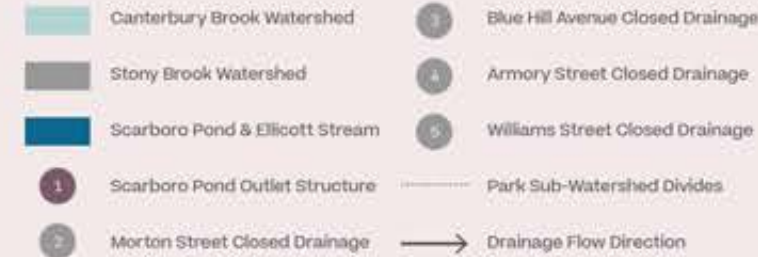 Canterbury Brook Watershed
Stony Brook Watershed
Scarboro Pond & Ellicott Stream
1 Scarboro Pond Outlet Structure
2 Morton Street Closed Drainage
3 Blue Hill Avenue Closed Drainage
4 Armory Street Closed Drainage
5 Williams Street Closed Drainage
Park Sub-Watershed Divides
Drainage Flow Direction